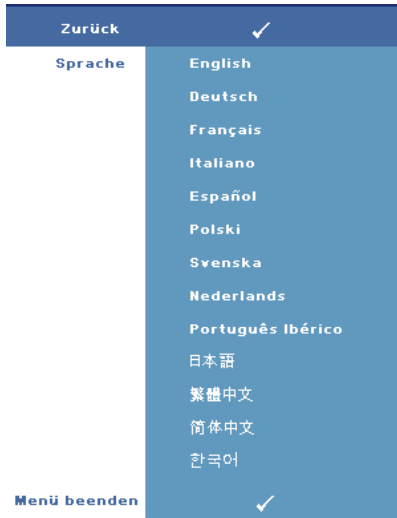 Zurück
Sprache English
Deutsch
Français
Italiano
Español
Polski
Svenska
Nederlands
Português Ibérico
日本語
繁體中文
简体中文
한국어
Menü beenden